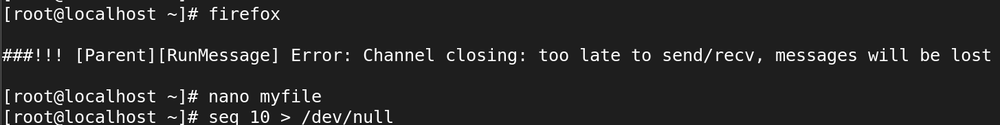 [root@localhost ~]# firefox
###!!! [Parent][RunMessage] Error: Channel closing: too late to send/recv, messages will be lost
[root@localhost ~]# nano myfile
[root@localhost ~]# seq 10 > /dev/null